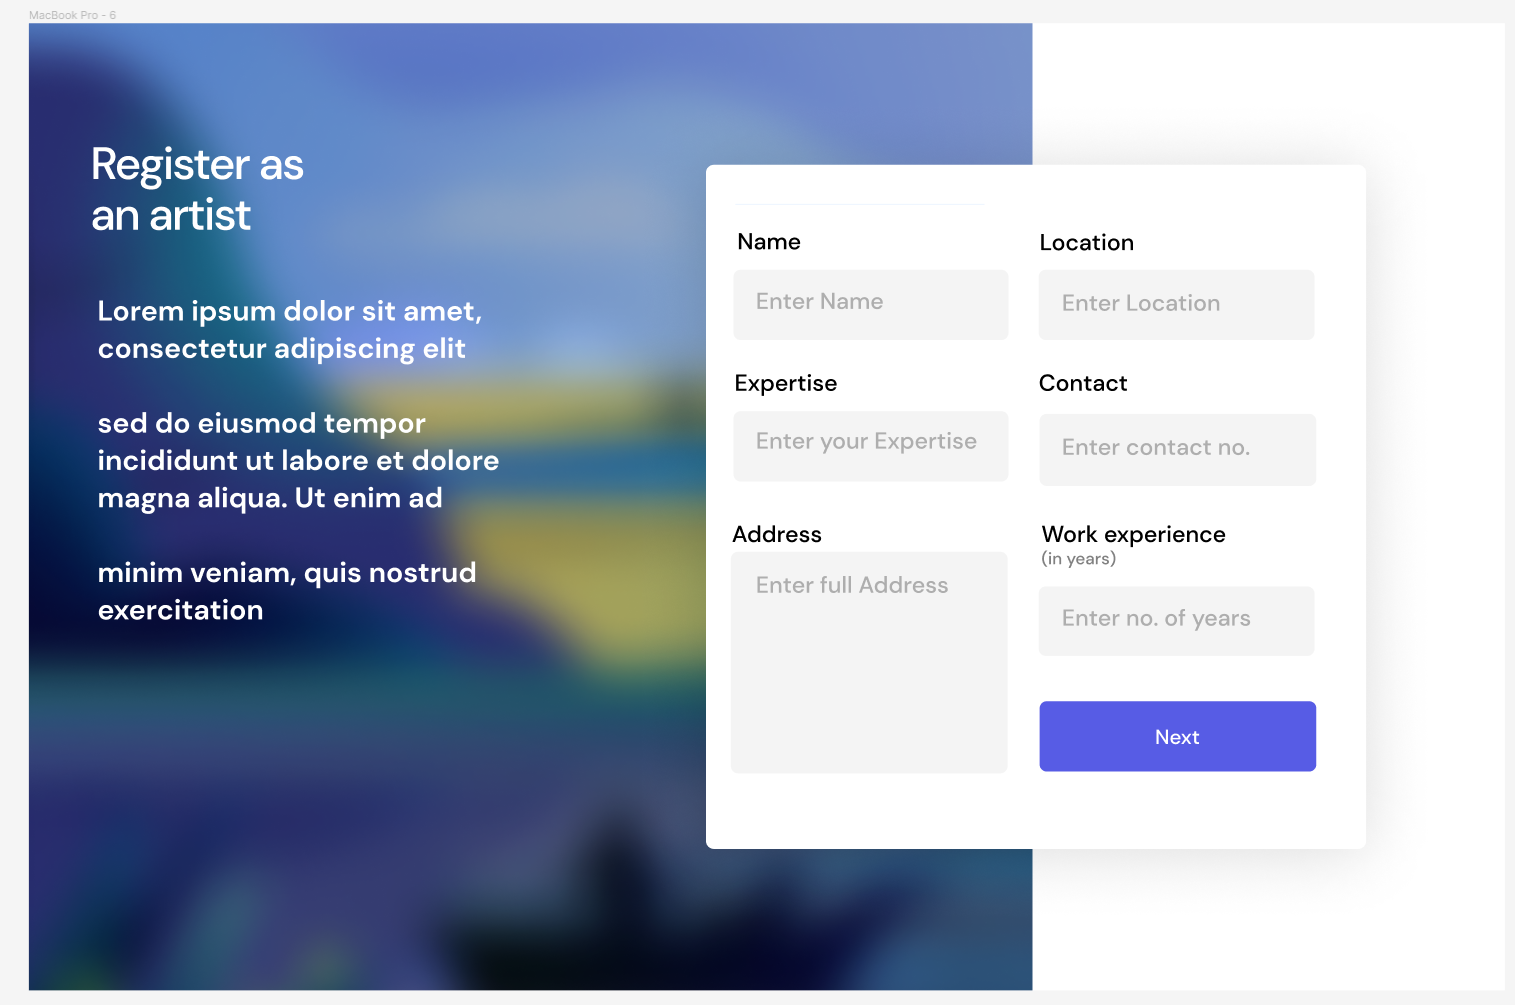 MacBook Pro - 6
Register as
an artist
Lorem ipsum dolor sit amet,
consectetur adipiscing elit
sed do eiusmod tempor
incididunt ut labore et dolore
magna aliqua. Ut enim ad
minim veniam, quis nostrud
exercitation
Name
Enter Name
Location
Enter Location
Expertise
Enter your Expertise
Contact
Enter contact no.
Address
Enter full Address
Work experience
(in years)
Enter no. of years
Next